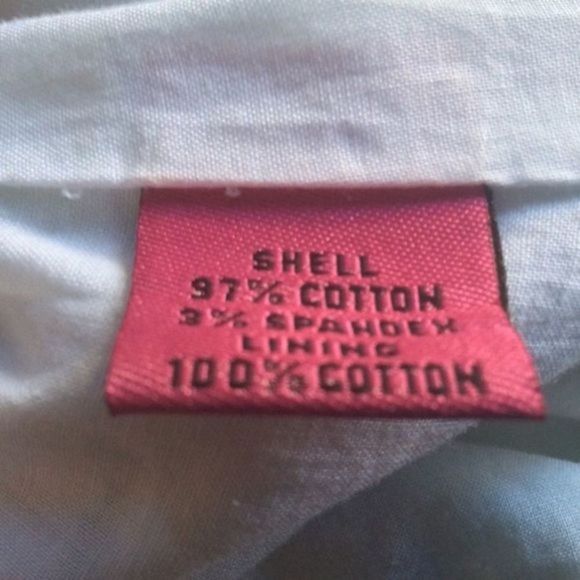 SHELL
97% COTTON
3% SPANDEX
LINING
100% COTTON